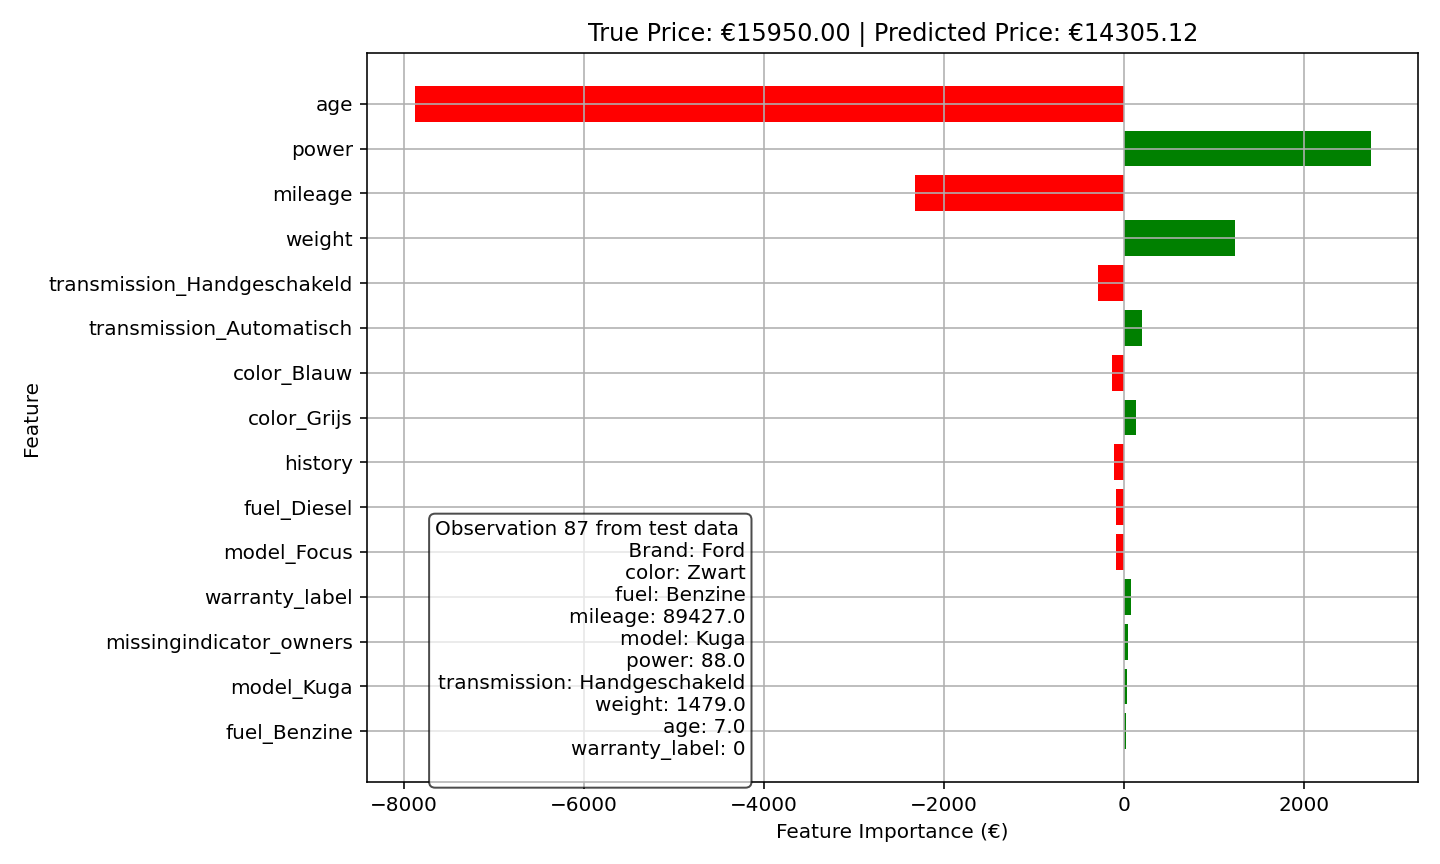 True Price: €15950.00 | Predicted Price: €14305.12
Feature
age
power
mileage
weight
transmission_Handgeschakeld
transmission_Automatisch
color_Blauw
color_Grijs
history
fuel_Diesel
model_Focus
warranty_label
missingindicator_owners
model_Kuga
fuel_Benzine
Observation 87 from test data
Brand: Ford
color: Zwart
fuel: Benzine
mileage: 89427.0
model: Kuga
power: 88.0
transmission: Handgeschakeld
weight: 1479.0
age: 7.0
warranty_label: 0
−8000 −6000 −4000 −2000 0 2000
Feature Importance (€)